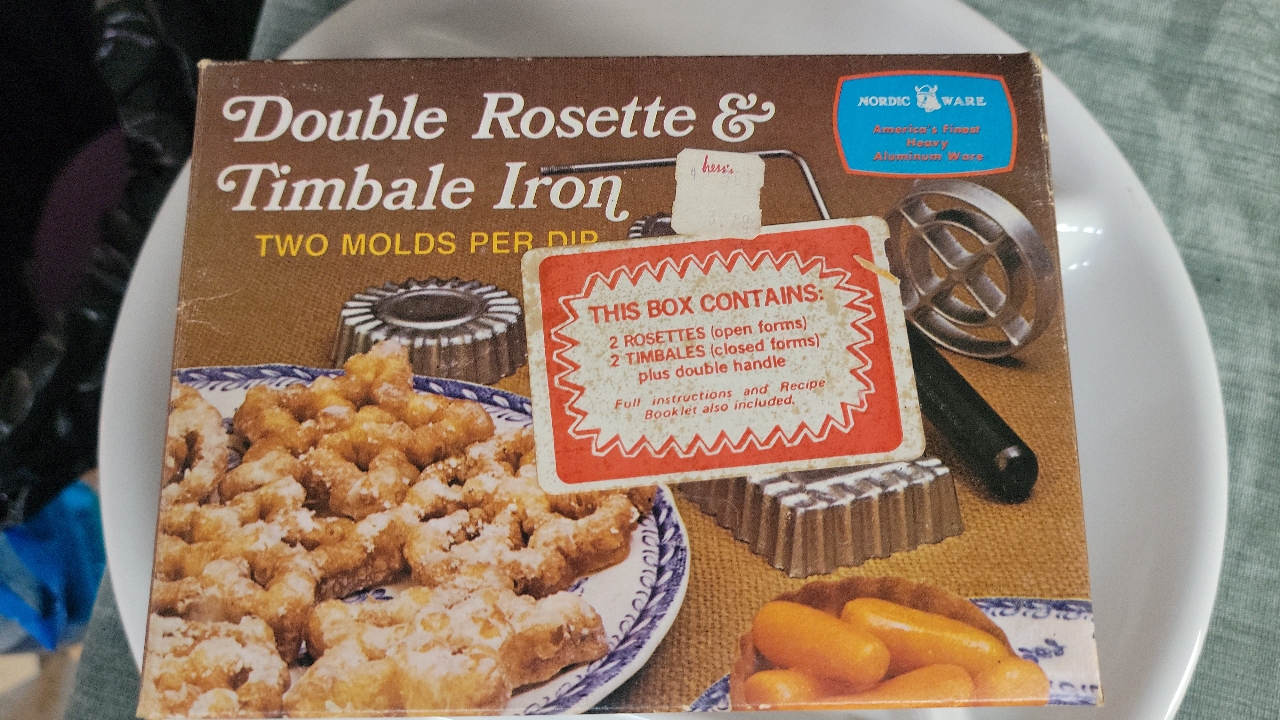 Double Rosette &
Timbale Iron
TWO MOLDS PER DIP
NORDIC WARE
America's Finest
Heavy
Aluminum Ware
hess's
THIS BOX CONTAINS:
2 ROSETTES (open forms)
2 TIMBALES (closed forms)
plus double handle
Full instructions and Recipe
Booklet also included.